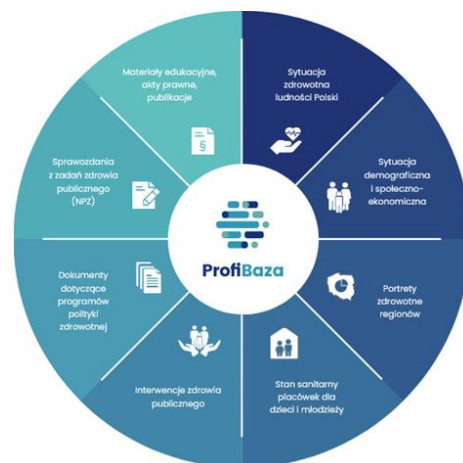 Materiały edukacyjne,
akty prawne,
publikacje
§
Sytuacja
zdrowotna
ludności Polski
Sytuacja
demograficzna
i społeczno-
ekonomiczna
Portrety
zdrowotne
regionów
Stan sanitarny
placówek dla
dzieci i młodzieży
Interwencje zdrowia
publicznego
Dokumenty
dotyczące
programów
polityki
zdrowotnej
Sprawozdania
z zadań zdrowia
publicznego
(NPZ)
ProfiBaza